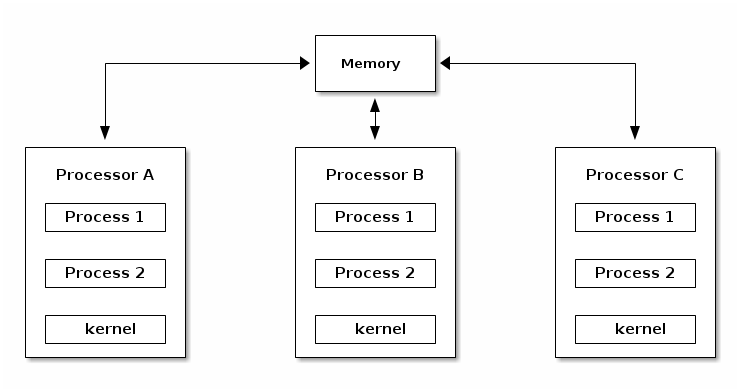 Memory
Processor A
Process 1
Process 2
kernel
Processor B
Process 1
Process 2
kernel
Processor C
Process 1
Process 2
kernel